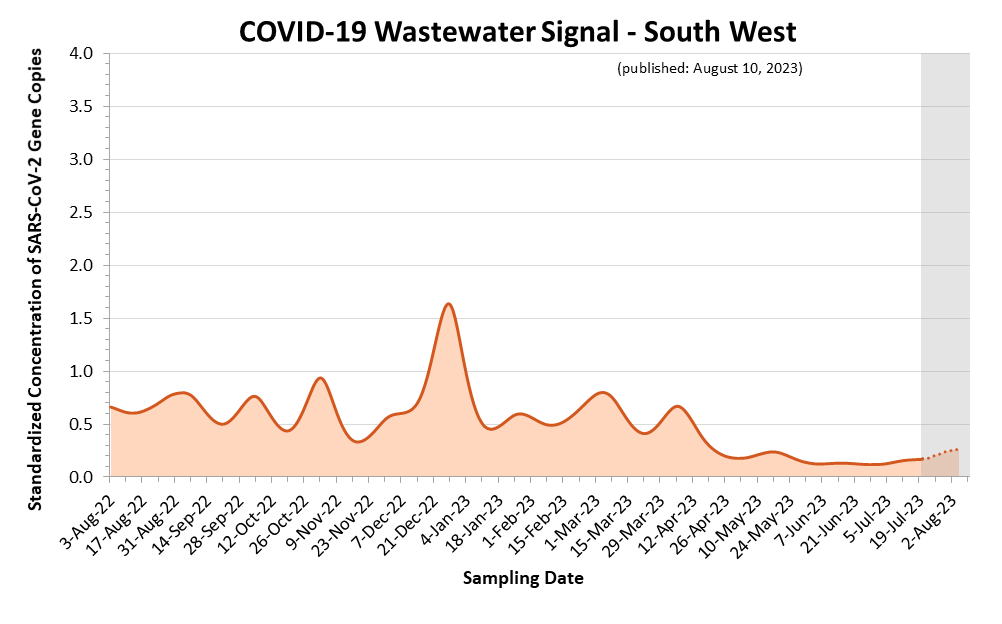 COVID-19 Wastewater Signal - South West
(published: August 10, 2023)
Standardized Concentration of SARS-CoV-2 Gene Copies
4.0
3.5
3.0
2.5
2.0
1.5
1.0
0.5
0.0
3-Aug-22
17-Aug-22
31-Aug-22
14-Sep-22
28-Sep-22
12-Oct-22
26-Oct-22
9-Nov-22
23-Nov-22
7-Dec-22
21-Dec-22
4-Jan-23
18-Jan-23
1-Feb-23
15-Feb-23
1-Mar-23
15-Mar-23
29-Mar-23
12-Apr-23
26-Apr-23
10-May-23
24-May-23
7-Jun-23
21-Jun-23
5-Jul-23
19-Jul-23
2-Aug-23
Sampling Date